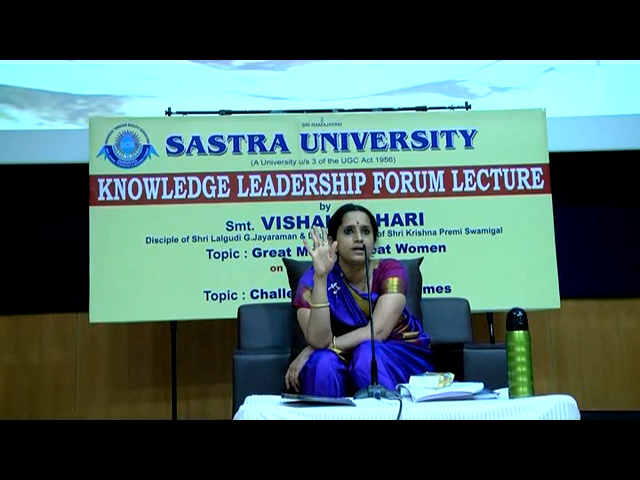 SRI RAMAJAYAM
SASTRA UNIVERSITY
(A University u/s 3 of the UGC Act 1956)
KNOWLEDGE LEADERSHIP FORUM LECTURE
by
Smt. VISHA HARI
Disciple of Shri Lalgudi G.Jayaraman & D of Shri Krishna Premi Swamigal
Topic : Great M eat Women
on
Topic : Challe mes